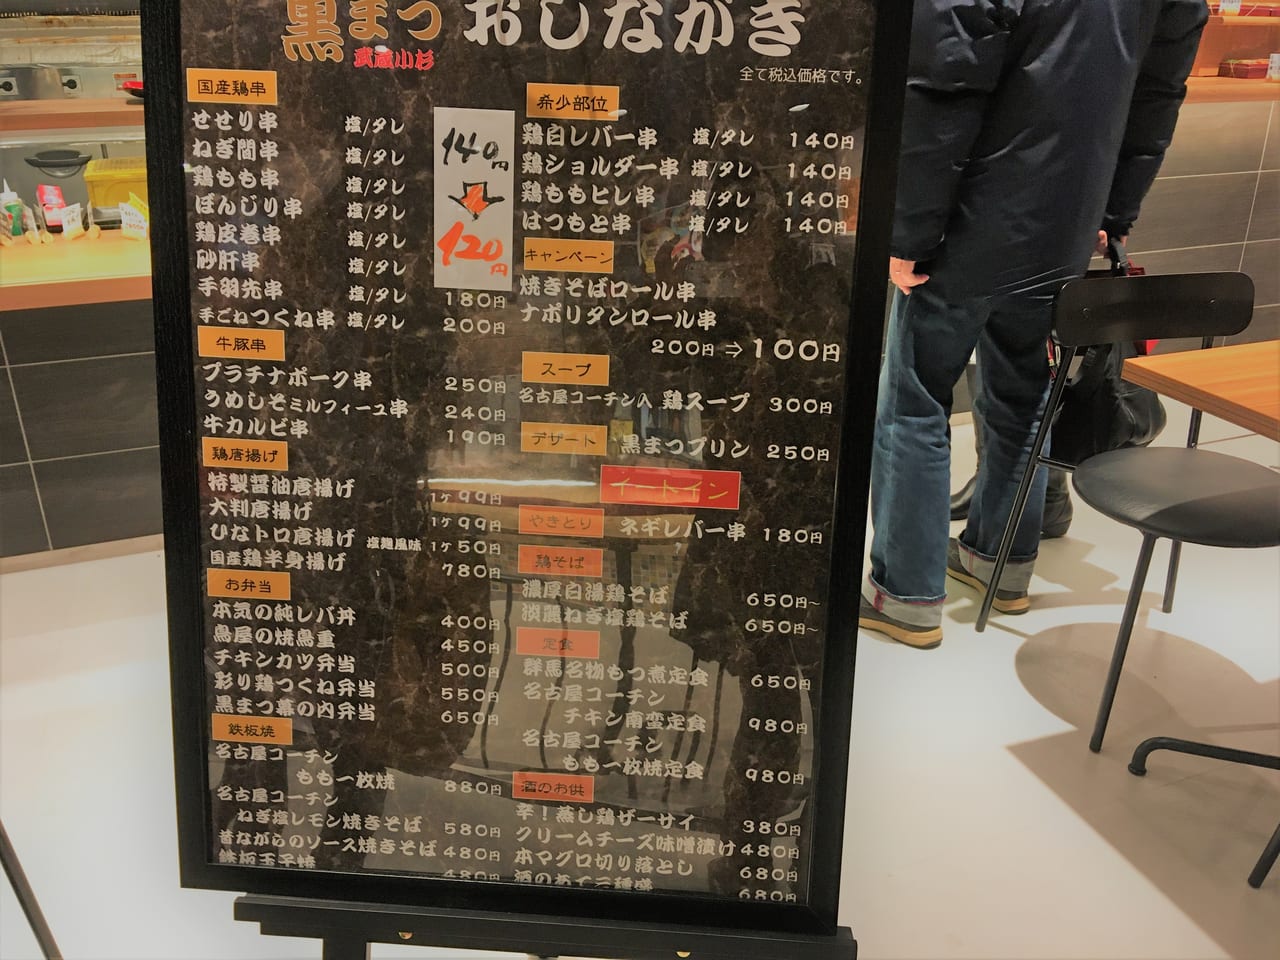 黒まつ
武蔵小杉
おしながき
全て税込価格です。
国産鶏串
せせり串 塩/タレ
ねぎ間串 塩/タレ
鶏もも串 塩/タレ
ぼんじり串 塩/タレ
鶏皮巻串 塩/タレ
砂肝串 塩/タレ
140円
120円
手羽先串 塩/タレ 180円
手ごねつくね串 塩/タレ 200円
牛豚串
プラチナポーク串 250円
うめしそミルフィーユ串 240円
牛カルビ串 190円
鶏唐揚げ
特製醤油唐揚げ 1ケ99円
大判唐揚げ 1ケ99円
ひなトロ唐揚げ 塩麹風味 1ケ50円
国産鶏半身揚げ 780円
お弁当
本気の純レバ丼 400円
鳥屋の焼鳥重 450円
チキンカツ弁当 500円
彩り鶏つくね弁当 550円
黒まつ幕の内弁当 650円
鉄板焼
名古屋コーチン
もも一枚焼 880円
名古屋コーチン
ねぎ塩レモン焼きそば 580円
昔ながらのソース焼きそば 480円
鉄板玉子焼 480円
希少部位
鶏白レバー串 塩/タレ 140円
鶏ショルダー串 塩/タレ 140円
鶏ももヒレ串 塩/タレ 140円
はつもと串 塩/タレ 140円
キャンペーン
焼きそばロール串
ナポリタンロール串
200円⇒100円
スープ
名古屋コーチン入 鶏スープ 300円
デザート 黒まつプリン 250円
イートイン
やきとり ネギレバー串 180円
鶏そば
濃厚白湯鶏そば 650円~
淡麗ねぎ塩鶏そば 650円~
定食
群馬名物もつ煮定食 650円
名古屋コーチン
チキン南蛮定食 980円
名古屋コーチン
もも一枚焼定食 980円
酒のお供
辛!蒸し鶏ザーサイ 380円
クリームチーズ味噌漬け 480円
本マグロ切り落とし 680円
酒のあて三種盛 680円